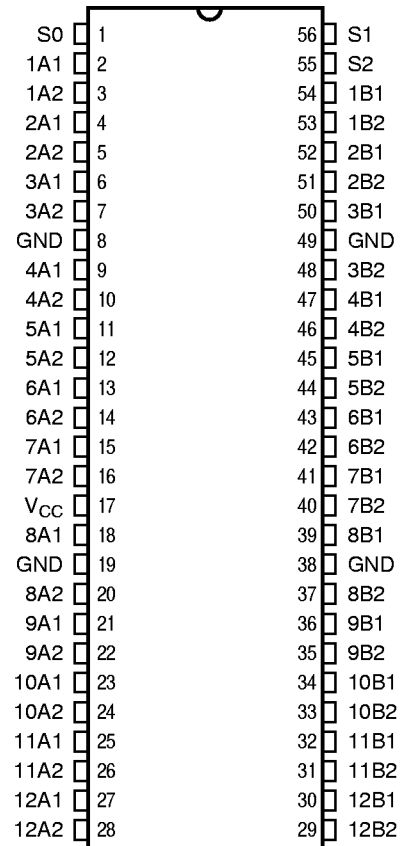 S0 1 56 S1
1A1 2 55 S2
1A2 3 54 1B1
2A1 4 53 1B2
2A2 5 52 2B1
3A1 6 51 2B2
3A2 7 50 3B1
GND 8 49 GND
4A1 9 48 3B2
4A2 10 47 4B1
5A1 11 46 4B2
5A2 12 45 5B1
6A1 13 44 5B2
6A2 14 43 6B1
7A1 15 42 6B2
7A2 16 41 7B1
VCC 17 40 7B2
8A1 18 39 8B1
GND 19 38 GND
8A2 20 37 8B2
9A1 21 36 9B1
9A2 22 35 9B2
10A1 23 34 10B1
10A2 24 33 10B2
11A1 25 32 11B1
11A2 26 31 11B2
12A1 27 30 12B1
12A2 28 29 12B2